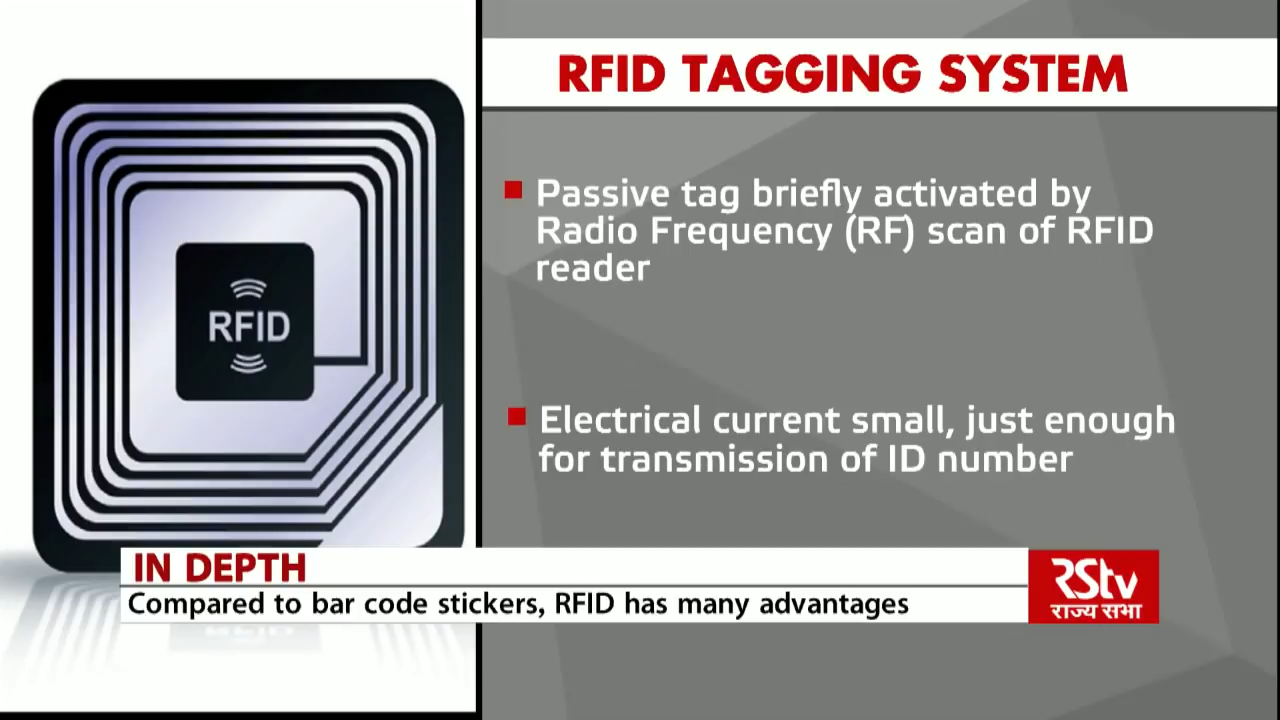 RFID TAGGING SYSTEM
RFID
Passive tag briefly activated by
Radio Frequency (RF) scan of RFID
reader
Electrical current small, just enough
for transmission of ID number
IN DEPTH
Compared to bar code stickers, RFID has many advantages
RStv
राज्य सभा